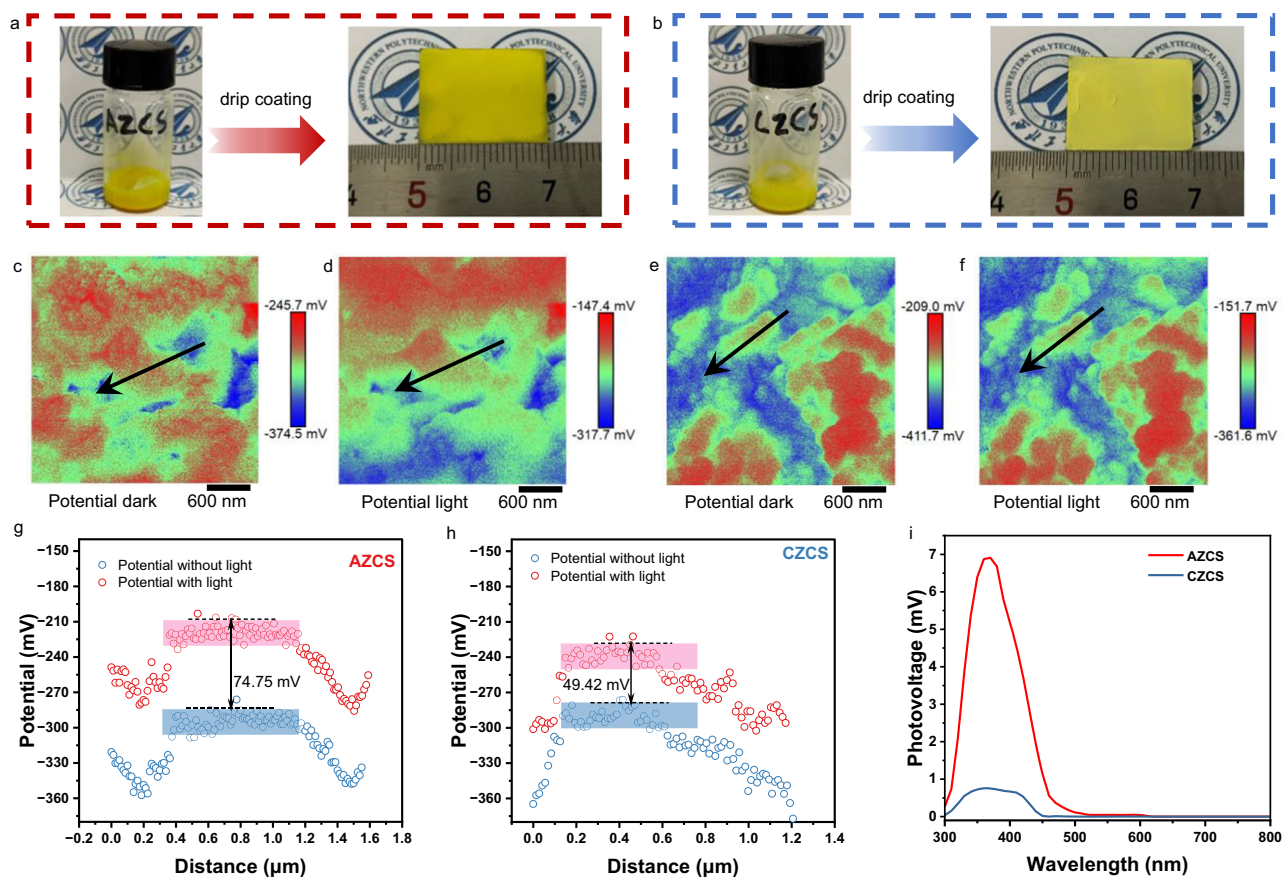 a
AZCS
drip coating
NORTHWESTERN POLYTECHNICAL UNIVERSITY
4 5 6 7
mm
b
CZCS
drip coating
NORTHWESTERN POLYTECHNICAL UNIVERSITY
4 5 6 7
mm
c
-245.7 mV
-374.5 mV
Potential dark
600 nm
d
-147.4 mV
-317.7 mV
Potential light
600 nm
e
-209.0 mV
-411.7 mV
Potential dark
600 nm
f
-151.7 mV
-361.6 mV
Potential light
600 nm
g
AZCS
Potential without light
Potential with light
74.75 mV
Potential (mV)
−150
−180
−210
−240
−270
−300
−330
−360
−0.2 0.0 0.2 0.4 0.6 0.8 1.0 1.2 1.4 1.6 1.8
Distance (µm)
h
CZCS
Potential without light
Potential with light
49.42 mV
Potential (mV)
−150
−180
−210
−240
−270
−300
−330
−360
0.0 0.2 0.4 0.6 0.8 1.0 1.2 1.4
Distance (µm)
i
AZCS
CZCS
Photovoltage (mV)
7
6
5
4
3
2
1
0
300 400 500 600 700 800
Wavelength (nm)